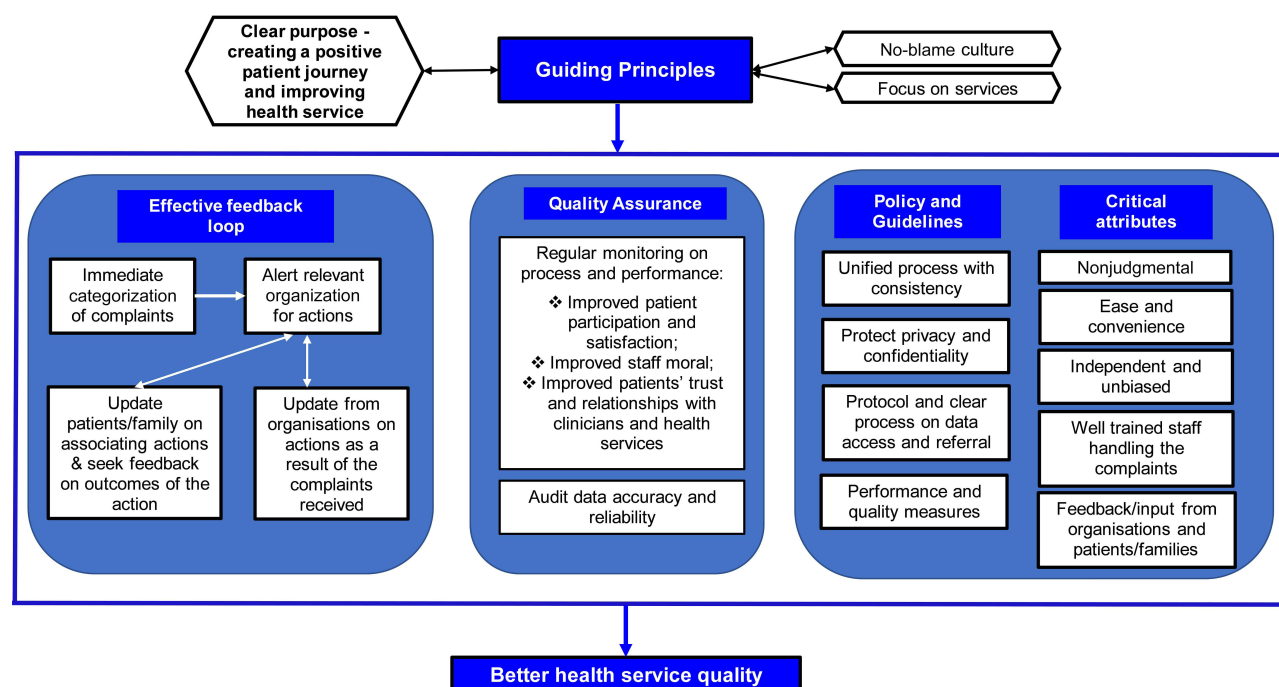 Clear purpose -
creating a positive
patient journey
and improving
health service
Guiding Principles
No-blame culture
Focus on services
Effective feedback
loop
Immediate
categorization
of complaints
Alert relevant
organization
for actions
Update
patients/family on
associating actions
& seek feedback
on outcomes of the
action
Update from
organisations on
actions as a
result of the
complaints
received
Quality Assurance
Regular monitoring on
process and performance:
❖ Improved patient
participation and
satisfaction;
❖ Improved staff moral;
❖ Improved patients' trust
and relationships with
clinicians and health
services
Audit data accuracy and
reliability
Policy and
Guidelines
Unified process with
consistency
Protect privacy and
confidentiality
Protocol and clear
process on data
access and referral
Performance and
quality measures
Critical
attributes
Nonjudgmental
Ease and
convenience
Independent and
unbiased
Well trained staff
handling the
complaints
Feedback/input from
organisations and
patients/families
Better health service quality